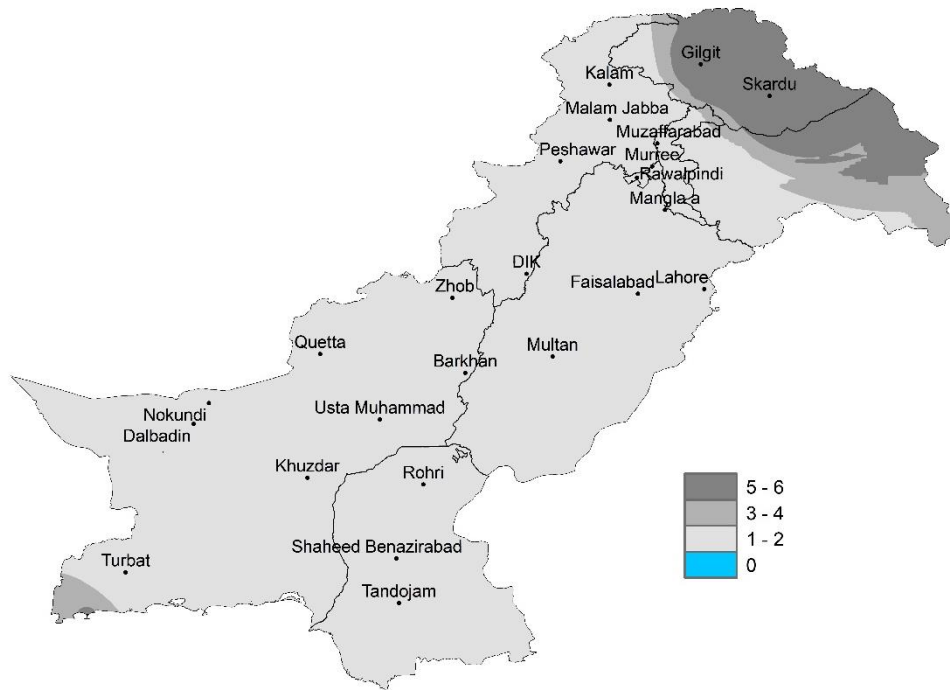 Gilgit
Kalam
Skardu
Malam Jabba
Muzaffarabad
Peshawar
Murree
Rawalpindi
Mangla a
DIK
Zhob
Faisalabad
Lahore
Quetta
Multan
Barkhan
Nokundi
Usta Muhammad
Dalbadin
Khuzdar
Rohri
5 - 6
3 - 4
1 - 2
0
Shaheed Benazirabad
Turbat
Tandojam